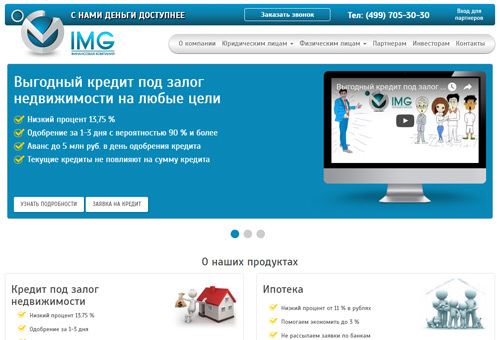 С НАМИ ДЕНЬГИ ДОСТУПНЕЕ
Заказать звонок
Тел: (499) 705-30-30
Вход для
партнеров
IMG
ФИНАНСОВАЯ КОМПАНИЯ
О компании Юридическим лицам Физическим лицам Партнерам Инвесторам Контакты
Выгодный кредит под залог
недвижимости на любые цели
Низкий процент 13,75 %
Одобрение за 1-3 дня с вероятностью 90 % и более
Аванс до 5 млн руб. в день одобрения кредита
Текущие кредиты не повлияют на сумму кредита
Выгодный кредит под залог ...
IMG
УЗНАТЬ ПОДРОБНОСТИ
ЗАЯВКА НА КРЕДИТ
О наших продуктах
Кредит под залог
недвижимости
Низкий процент 13,75 %
Одобрение за 1-3 дня
Ипотека
Низкий процент от 11 % в рублях
Помогаем экономить до 3 %
Не рассылаем заявки по банкам